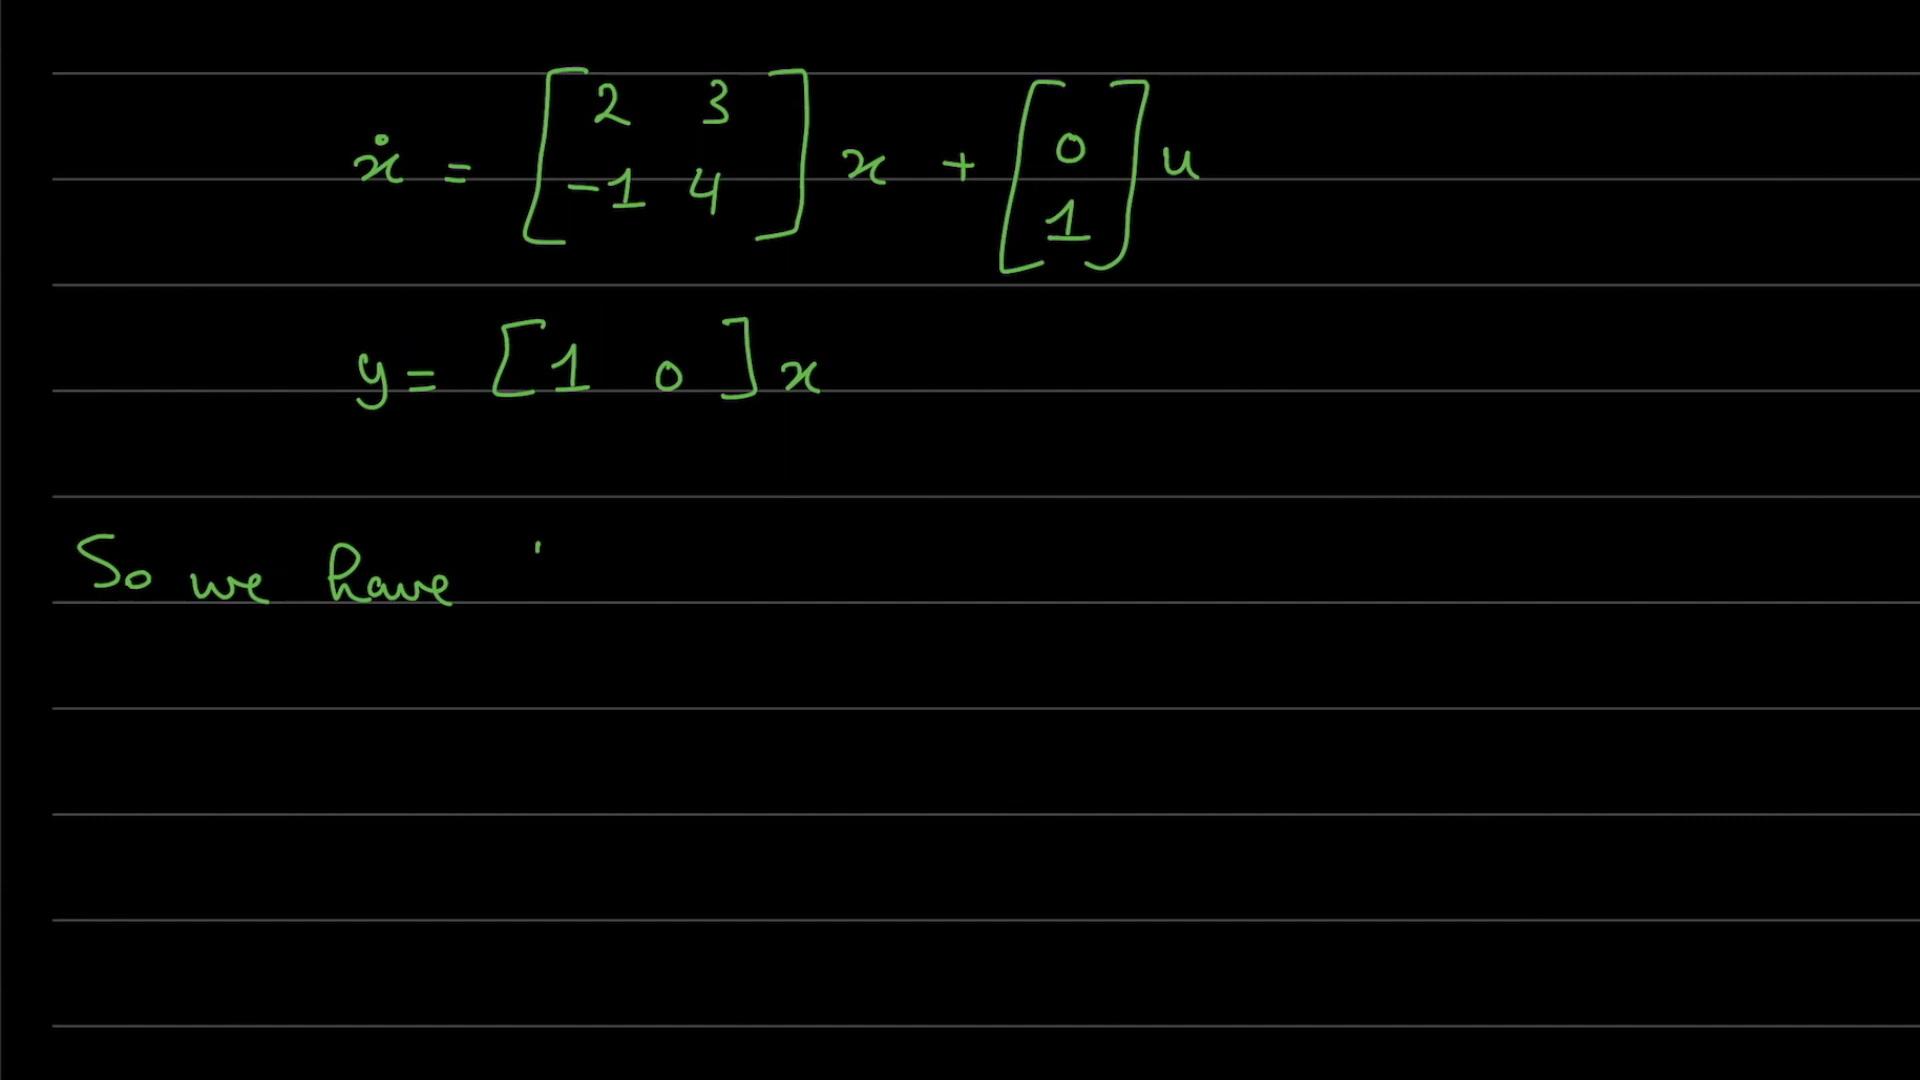 ẋ = [2 3; -1 4] x + [0; 1] u
y = [1 0] x
So we have '